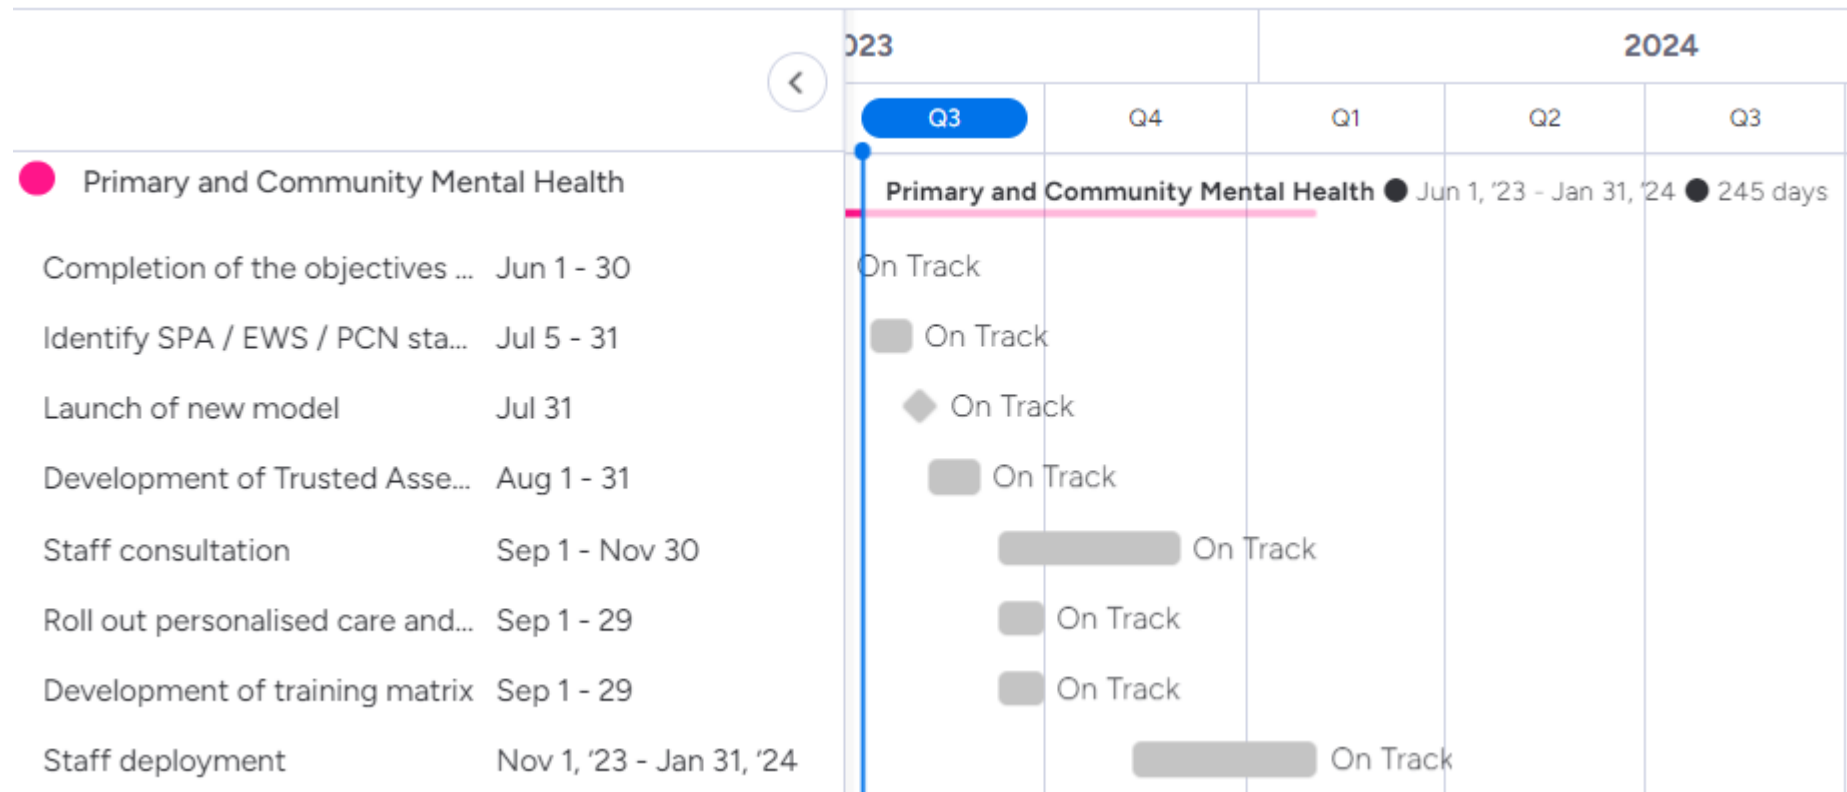 023 2024
Q3 Q4 Q1 Q2 Q3
Primary and Community Mental Health
Primary and Community Mental Health ● Jun 1, ‘23 - Jan 31, ‘24 ● 245 days
Completion of the objectives ... Jun 1 - 30 On Track
Identify SPA / EWS / PCN sta... Jul 5 - 31 On Track
Launch of new model Jul 31 On Track
Development of Trusted Asse... Aug 1 - 31 On Track
Staff consultation Sep 1 - Nov 30 On Track
Roll out personalised care and... Sep 1 - 29 On Track
Development of training matrix Sep 1 - 29 On Track
Staff deployment Nov 1, ‘23 - Jan 31, ‘24 On Track